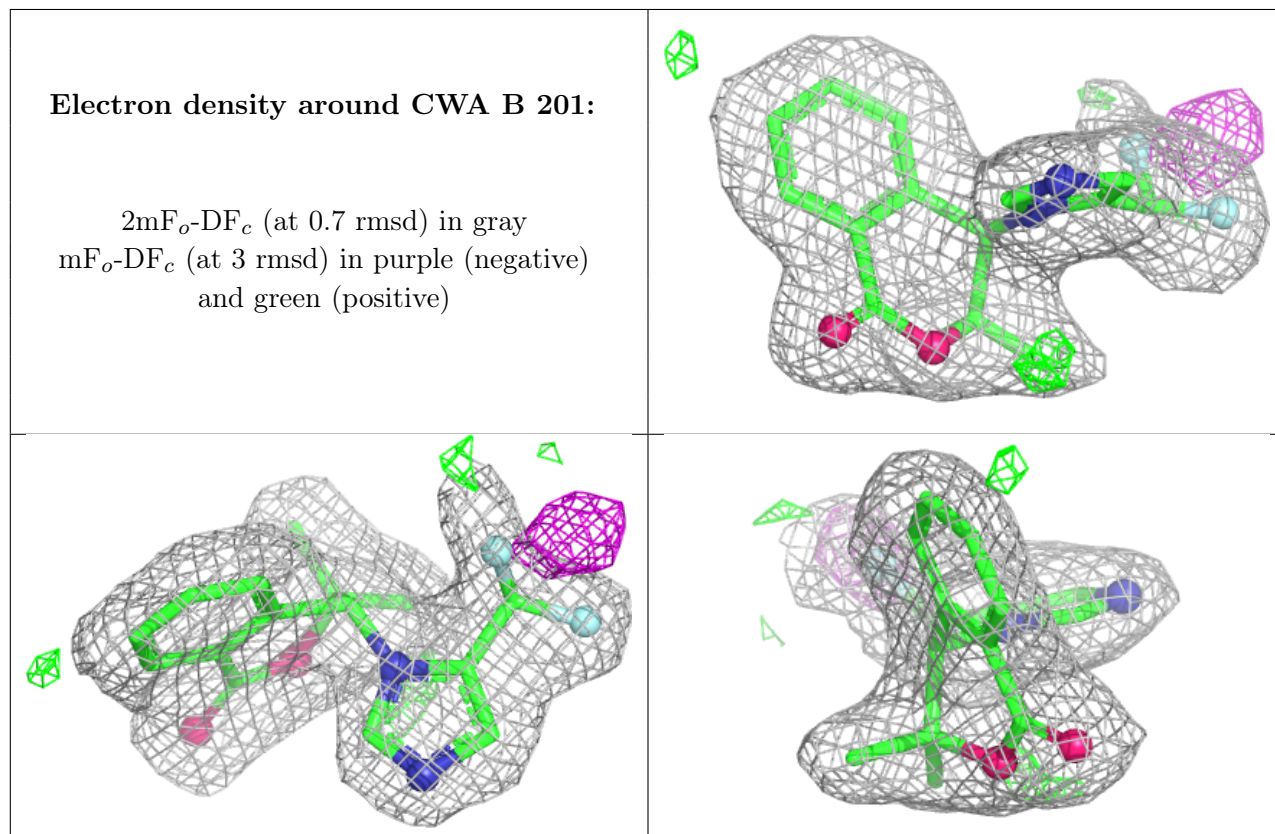 Electron density around CWA B 201:
2mFₒ-DF𝒸 (at 0.7 rmsd) in gray
mFₒ-DF𝒸 (at 3 rmsd) in purple (negative)
and green (positive)